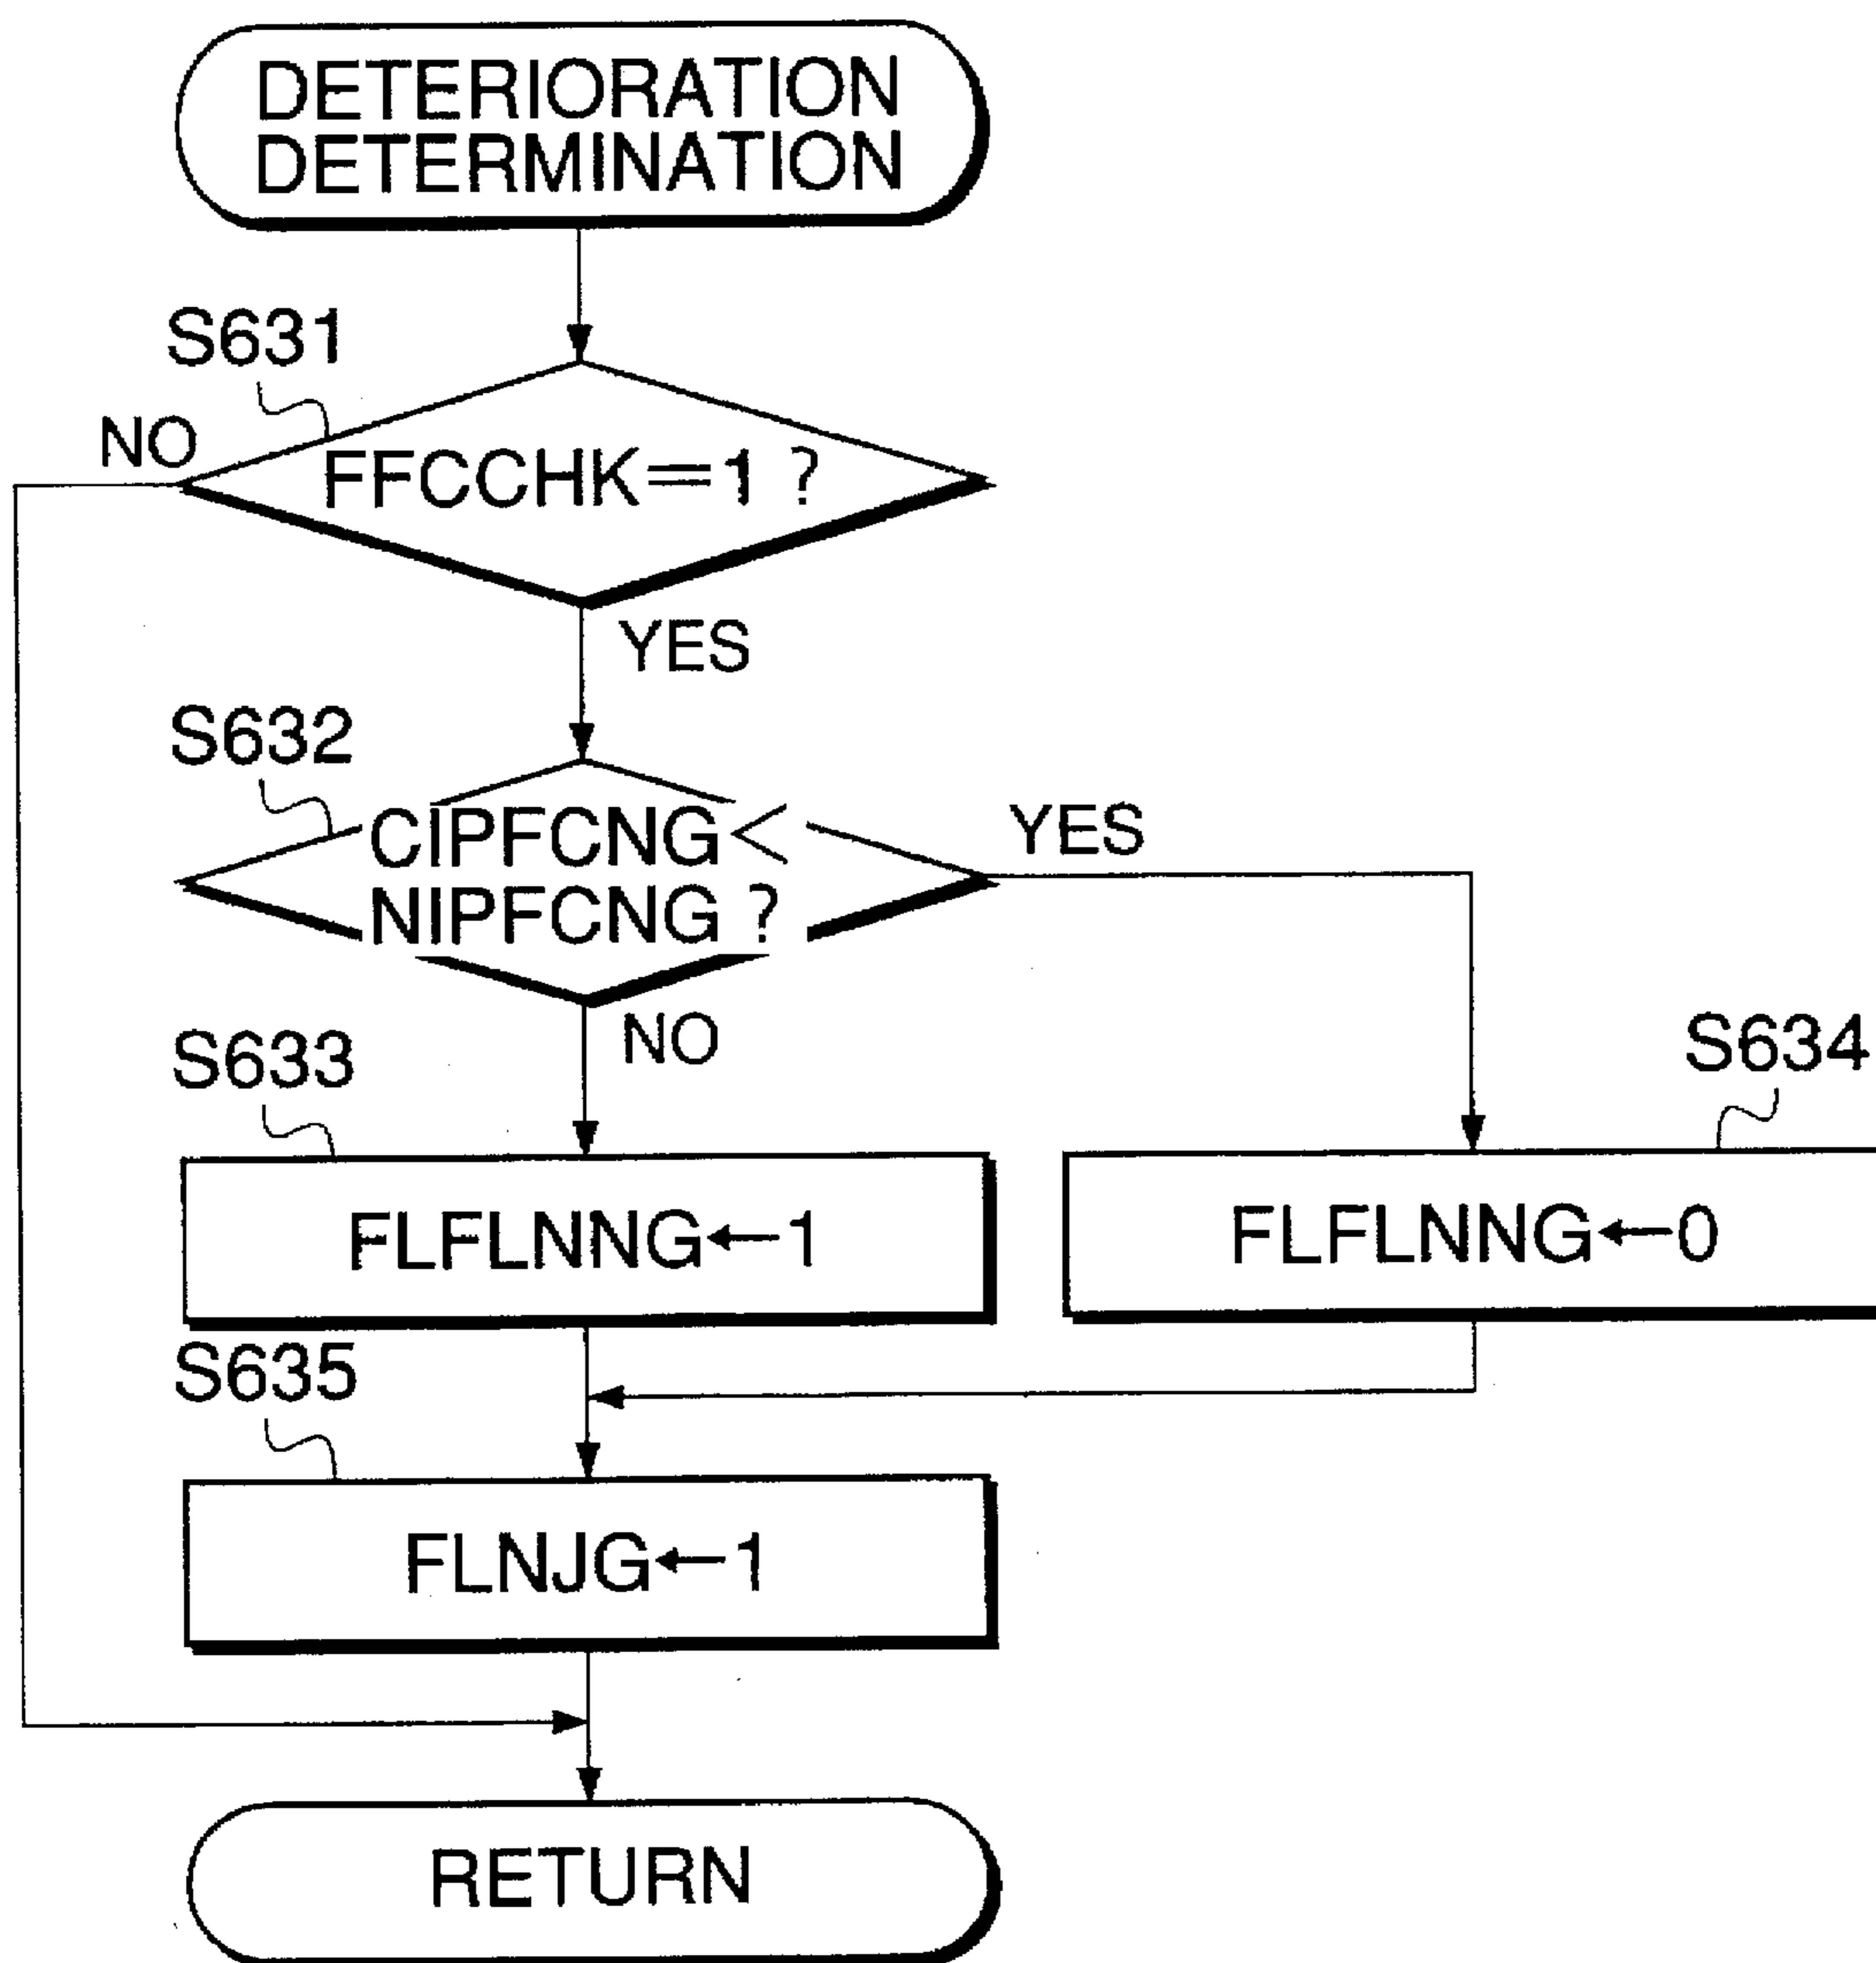 DETERIORATION
DETERMINATION
S631
NO
FFCCHK=1 ?
YES
S632
CIPFCNG<
NIPFCNG ?
YES
NO
S633
S634
FLFLNNG←1
FLFLNNG←0
S635
FLNJG←1
RETURN